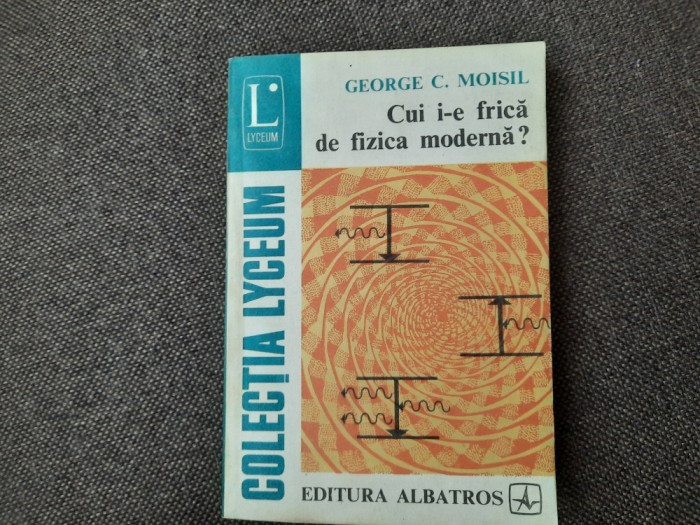 L
LYCEUM
GEORGE C. MOISIL
Cui i-e frică
de fizica modernă?
COLECȚIA LYCEUM
EDITURA ALBATROS